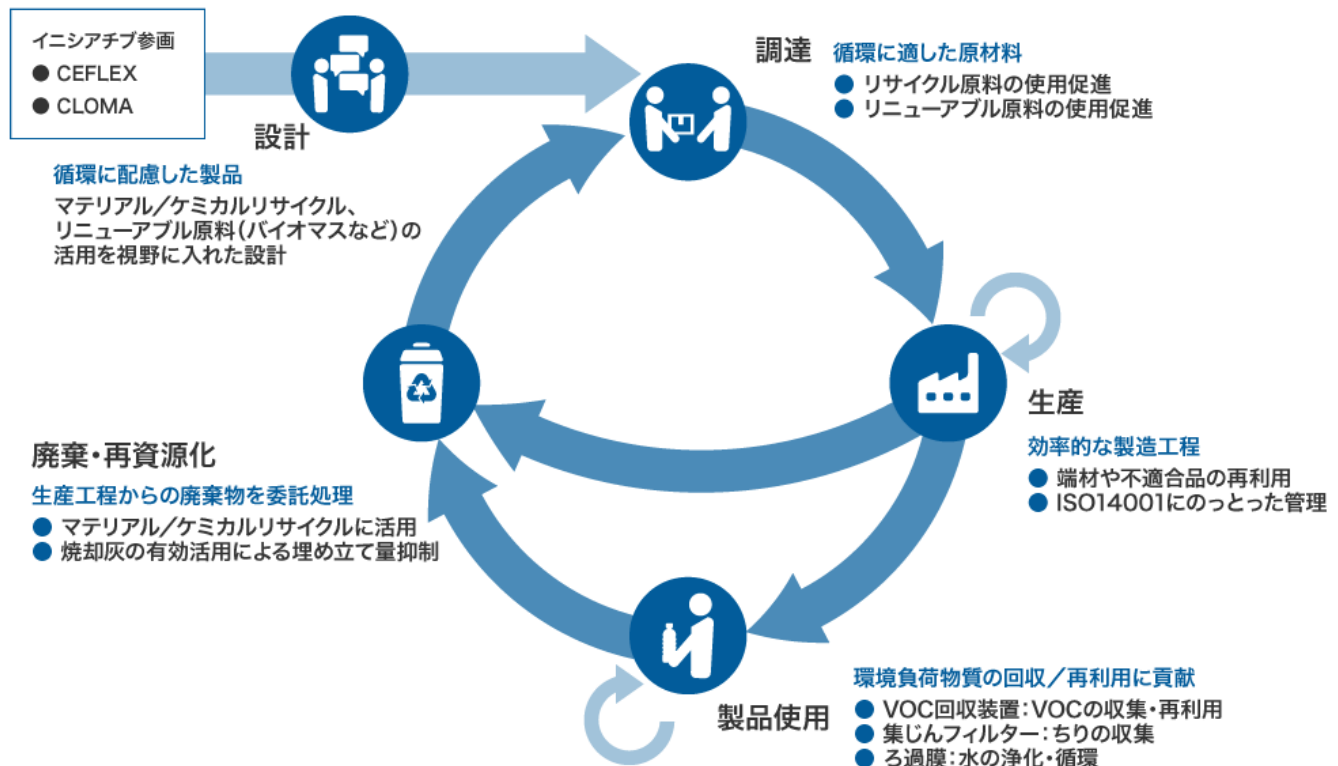 イニシアチブ参画
● CEFLEX
● CLOMA
設計
循環に配慮した製品
マテリアル/ケミカルリサイクル、
リニューアブル原料(バイオマスなど)の
活用を視野に入れた設計
調達
循環に適した原材料
● リサイクル原料の使用促進
● リニューアブル原料の使用促進
生産
効率的な製造工程
● 端材や不適合品の再利用
● ISO14001にのっとった管理
製品使用
環境負荷物質の回収/再利用に貢献
● VOC回収装置:VOCの収集・再利用
● 集じんフィルター:ちりの収集
● ろ過膜:水の浄化・循環
廃棄・再資源化
生産工程からの廃棄物を委託処理
● マテリアル/ケミカルリサイクルに活用
● 焼却灰の有効活用による埋め立て量抑制